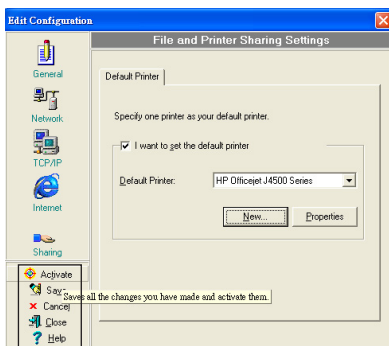 Edit Configuration
File and Printer Sharing Settings
General
Network
TCP/IP
Internet
Sharing
Default Printer
Specify one printer as your default printer.
I want to set the default printer
Default Printer:
HP Officejet J4500 Series
New...
Properties
Activate
Save
Saves all the changes you have made and activate them.
Cancel
Close
Help